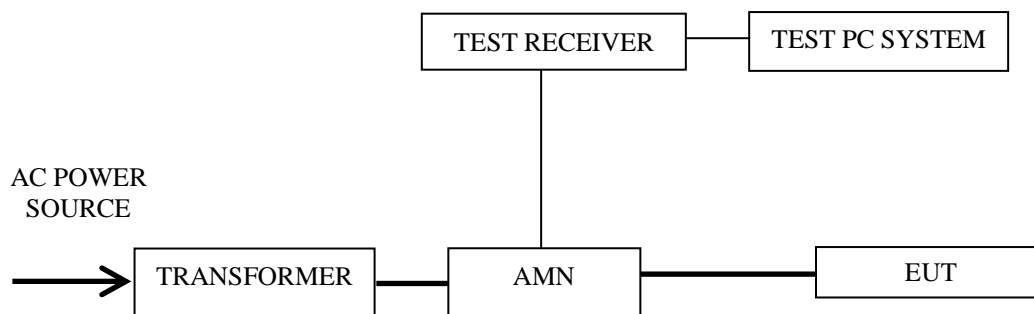 TEST RECEIVER
TEST PC SYSTEM
AC POWER
SOURCE
TRANSFORMER
AMN
EUT